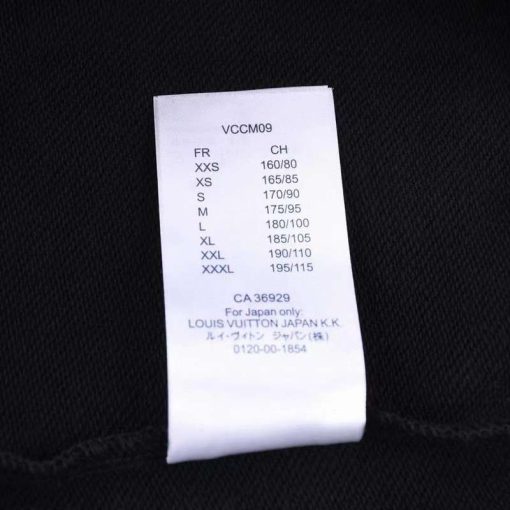 VCCM09
FR CH
XXS 160/80
XS 165/85
S 170/90
M 175/95
L 180/100
XL 185/105
XXL 190/110
XXXL 195/115
CA 36929
For Japan only:
LOUIS VUITTON JAPAN K.K.
ルイ・ヴィトン ジャパン(株)
0120-00-1854